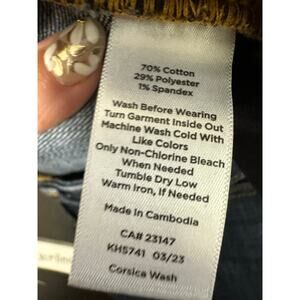 70% Cotton
29% Polyester
1% Spandex
Wash Before Wearing
Turn Garment Inside Out
Machine Wash Cold With
Like Colors
Only Non-Chlorine Bleach
When Needed
Tumble Dry Low
Warm Iron, If Needed
Made in Cambodia
CA# 23147
KH5741 03/23
Corsica Wash